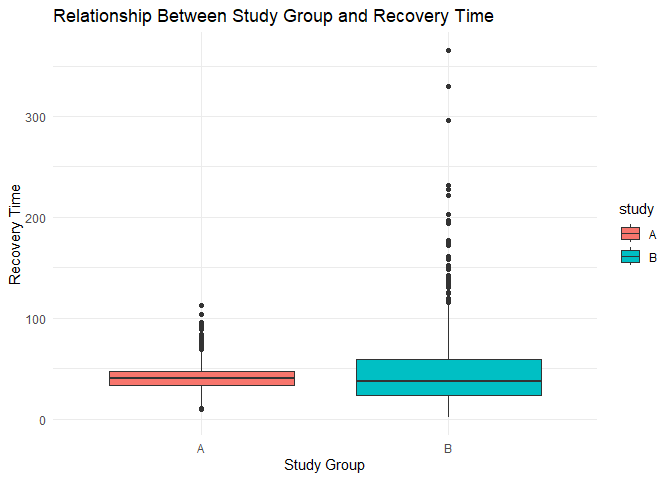 Relationship Between Study Group and Recovery Time
Recovery Time
300
200
100
0
A
B
Study Group
study
A
B